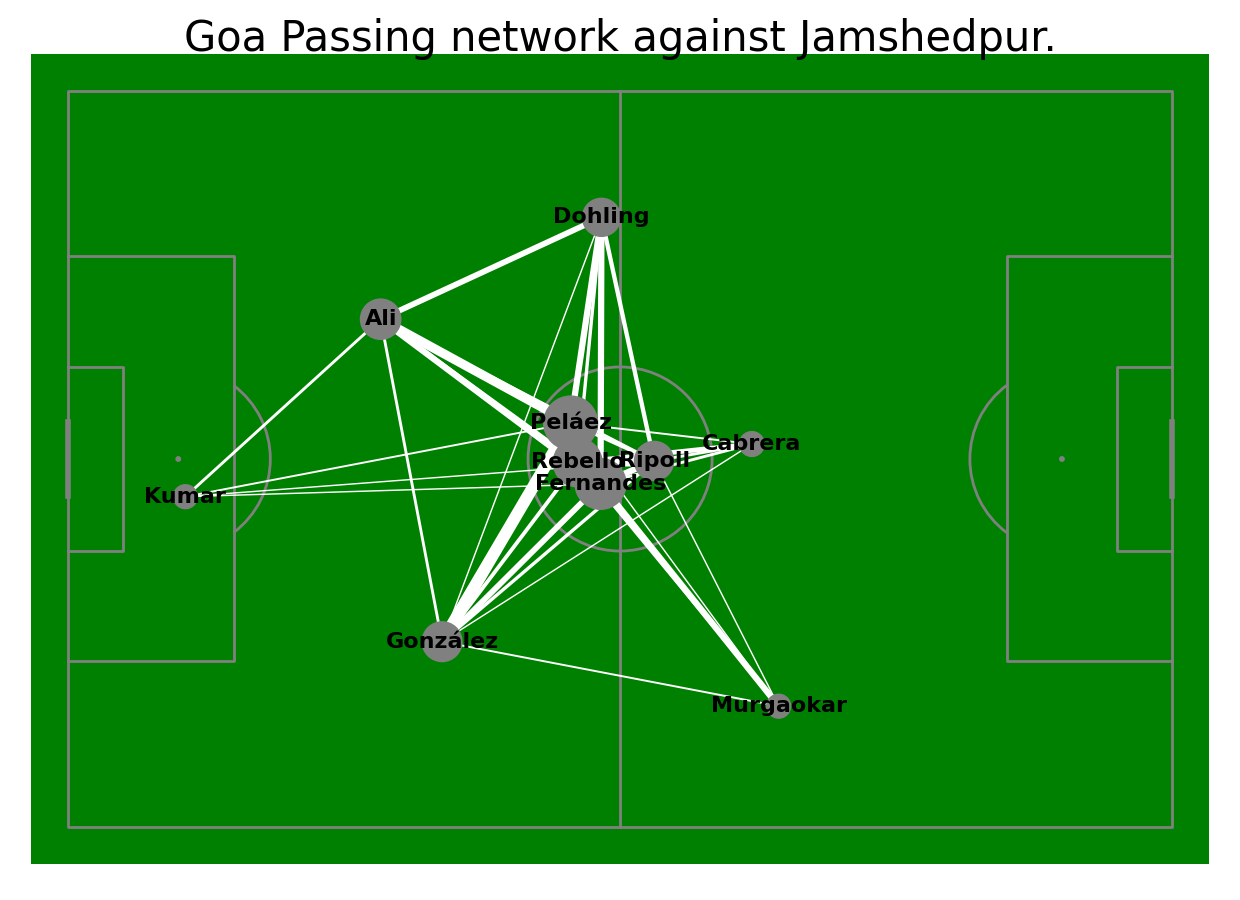 Goa Passing network against Jamshedpur.
Dohling
Ali
Peláez
Cabrera
Rebello
Ripoll
Fernandes
Kumar
González
Murgaokar